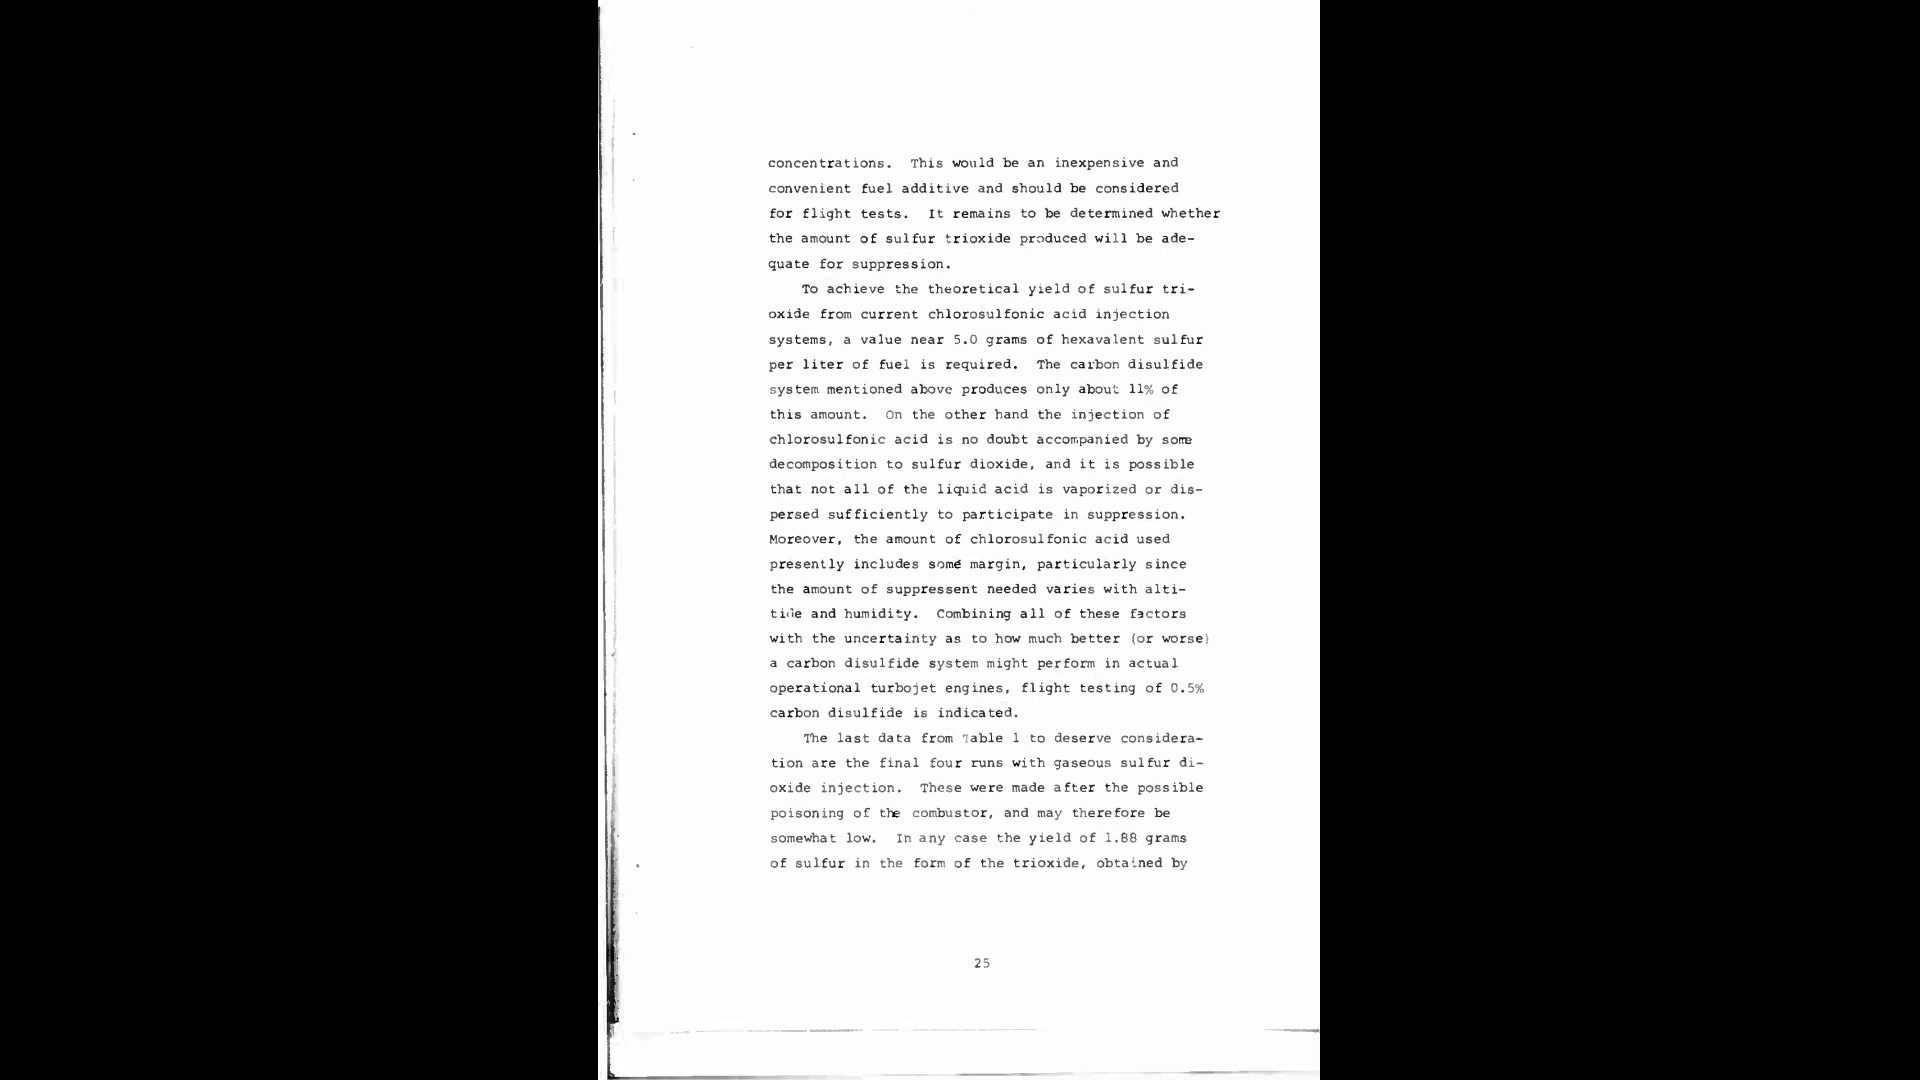 concentrations. This would be an inexpensive and
convenient fuel additive and should be considered
for flight tests. It remains to be determined whether
the amount of sulfur trioxide produced will be ade-
quate for suppression.
To achieve the theoretical yield of sulfur tri-
oxide from current chlorosulfonic acid injection
systems, a value near 5.0 grams of hexavalent sulfur
per liter of fuel is required. The carbon disulfide
system mentioned above produces only about 11% of
this amount. On the other hand the injection of
chlorosulfonic acid is no doubt accompanied by some
decomposition to sulfur dioxide, and it is possible
that not all of the liquid acid is vaporized or dis-
persed sufficiently to participate in suppression.
Moreover, the amount of chlorosulfonic acid used
presently includes some margin, particularly since
the amount of suppressent needed varies with alti-
tide and humidity. Combining all of these factors
with the uncertainty as to how much better (or worse)
a carbon disulfide system might perform in actual
operational turbojet engines, flight testing of 0.5%
carbon disulfide is indicated.
The last data from Table 1 to deserve considera-
tion are the final four runs with gaseous sulfur di-
oxide injection. These were made after the possible
poisoning of the combustor, and may therefore be
somewhat low. In any case the yield of 1.88 grams
of sulfur in the form of the trioxide, obtained by
25